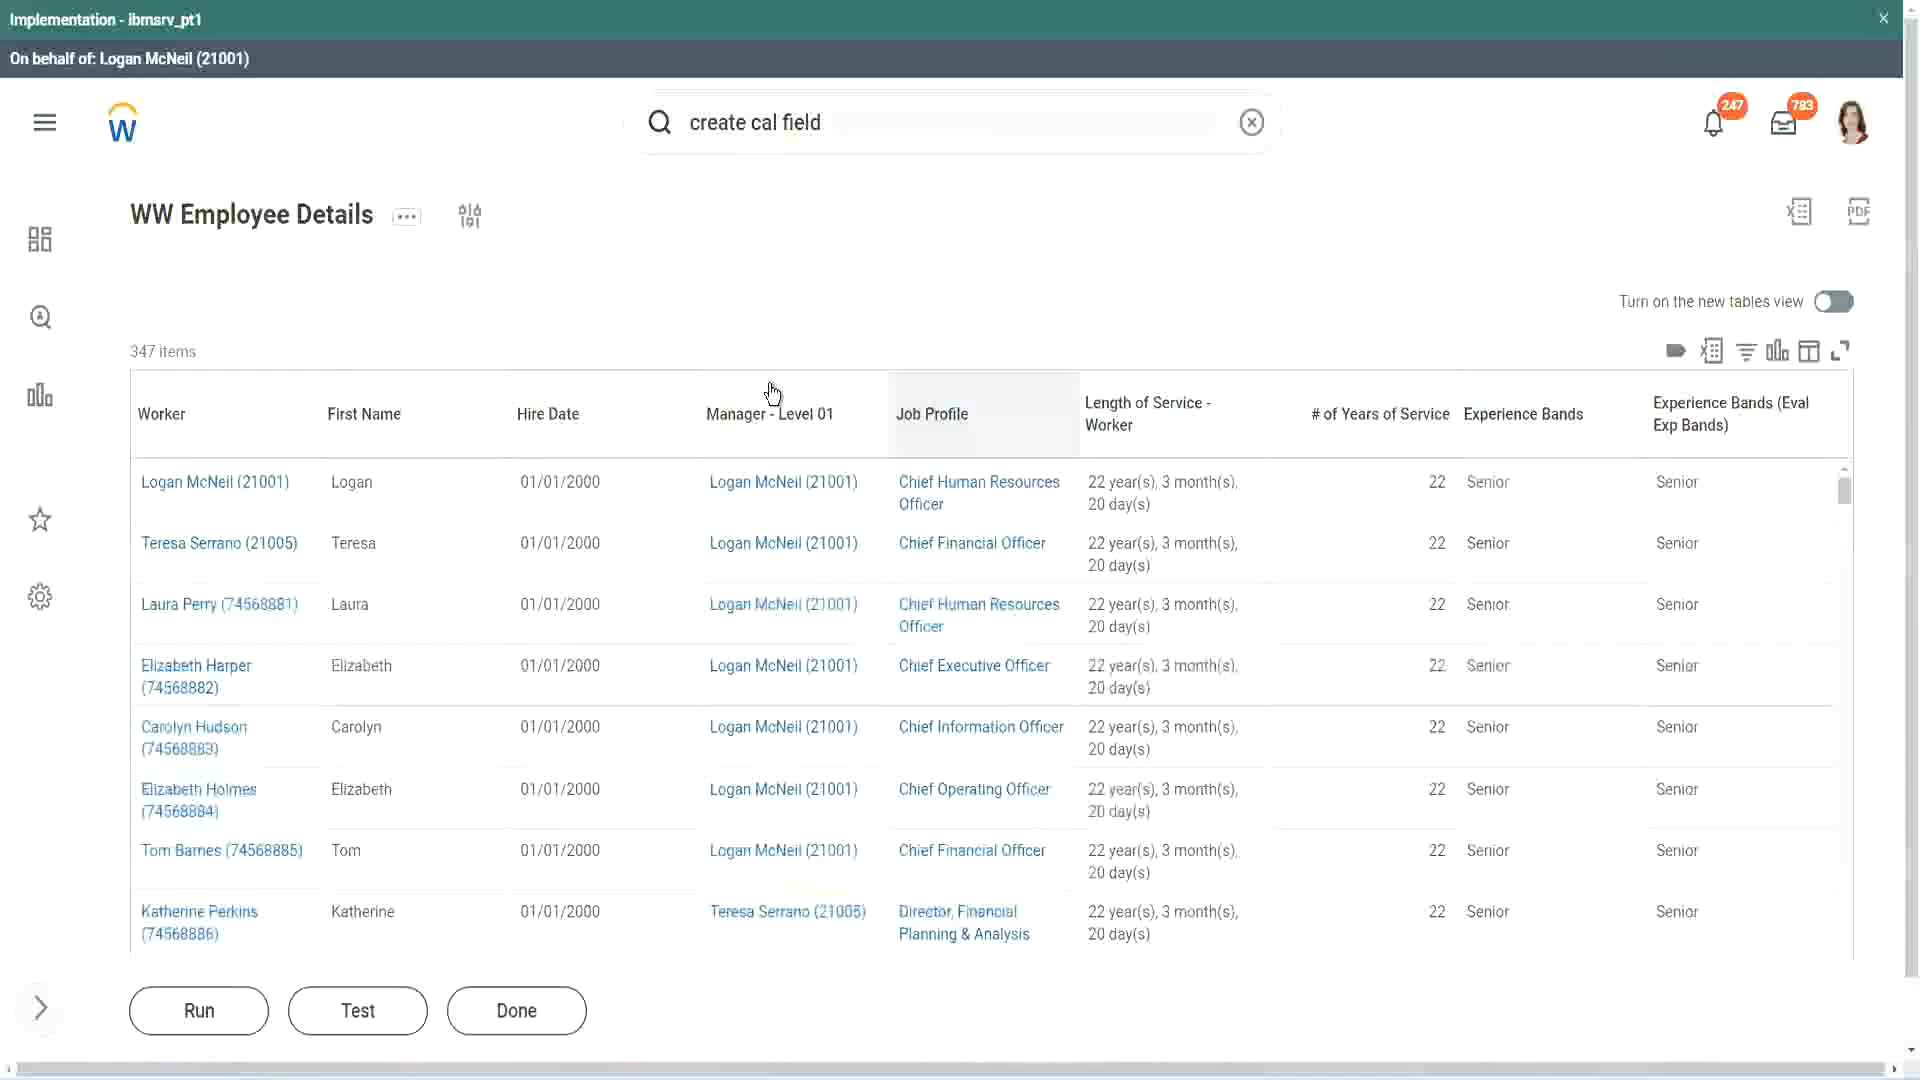 Implementation - ibmsrv_pt1
On behalf of: Logan McNeil (21001)
W
create cal field
247
783
WW Employee Details
PDF
Turn on the new tables view
347 items
Worker
First Name
Hire Date
Manager - Level 01
Job Profile
Length of Service -
Worker
# of Years of Service
Experience Bands
Experience Bands (Eval
Exp Bands)
Logan McNeil (21001)
Logan
01/01/2000
Logan McNeil (21001)
Chief Human Resources
Officer
22 year(s), 3 month(s),
20 day(s)
22
Senior
Senior
Teresa Serrano (21005)
Teresa
01/01/2000
Logan McNeil (21001)
Chief Financial Officer
22 year(s), 3 month(s),
20 day(s)
22
Senior
Senior
Laura Perry (74568881)
Laura
01/01/2000
Logan McNeil (21001)
Chief Human Resources
Officer
22 year(s), 3 month(s),
20 day(s)
22
Senior
Senior
Elizabeth Harper
(74568882)
Elizabeth
01/01/2000
Logan McNeil (21001)
Chief Executive Officer
22 year(s), 3 month(s),
20 day(s)
22
Senior
Senior
Carolyn Hudson
(74568883)
Carolyn
01/01/2000
Logan McNeil (21001)
Chief Information Officer
22 year(s), 3 month(s),
20 day(s)
22
Senior
Senior
Elizabeth Holmes
(74568884)
Elizabeth
01/01/2000
Logan McNeil (21001)
Chief Operating Officer
22 year(s), 3 month(s),
20 day(s)
22
Senior
Senior
Tom Barnes (74568885)
Tom
01/01/2000
Logan McNeil (21001)
Chief Financial Officer
22 year(s), 3 month(s),
20 day(s)
22
Senior
Senior
Katherine Perkins
(74568886)
Katherine
01/01/2000
Teresa Serrano (21005)
Director, Financial
Planning & Analysis
22 year(s), 3 month(s),
20 day(s)
22
Senior
Senior
Run
Test
Done